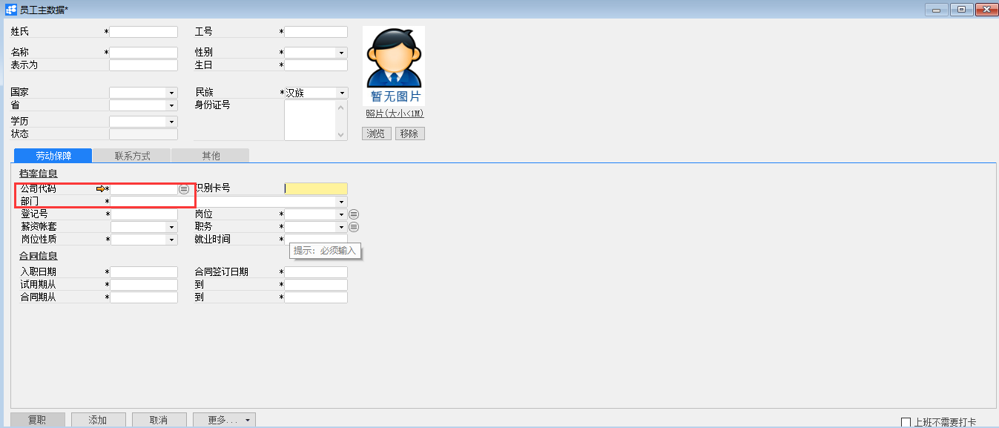 员工主数据*
姓氏 * 工号 *
名称 * 性别 *
表示为 生日 *
国家 民族 * 汉族
省 身份证号
学历
状态
暂无图片
照片(大小<1M)
浏览 移除
劳动保障 联系方式 其他
档案信息
公司代码 * 识别卡号
部门 *
登记号 * 岗位 *
薪资帐套 职务 *
岗位性质 * 就业时间 *
提示: 必须输入
合同信息
入职日期 * 合同签订日期 *
试用期从 * 到 *
合同期从 * 到 *
复职 添加 取消 更多... 上班不需要打卡